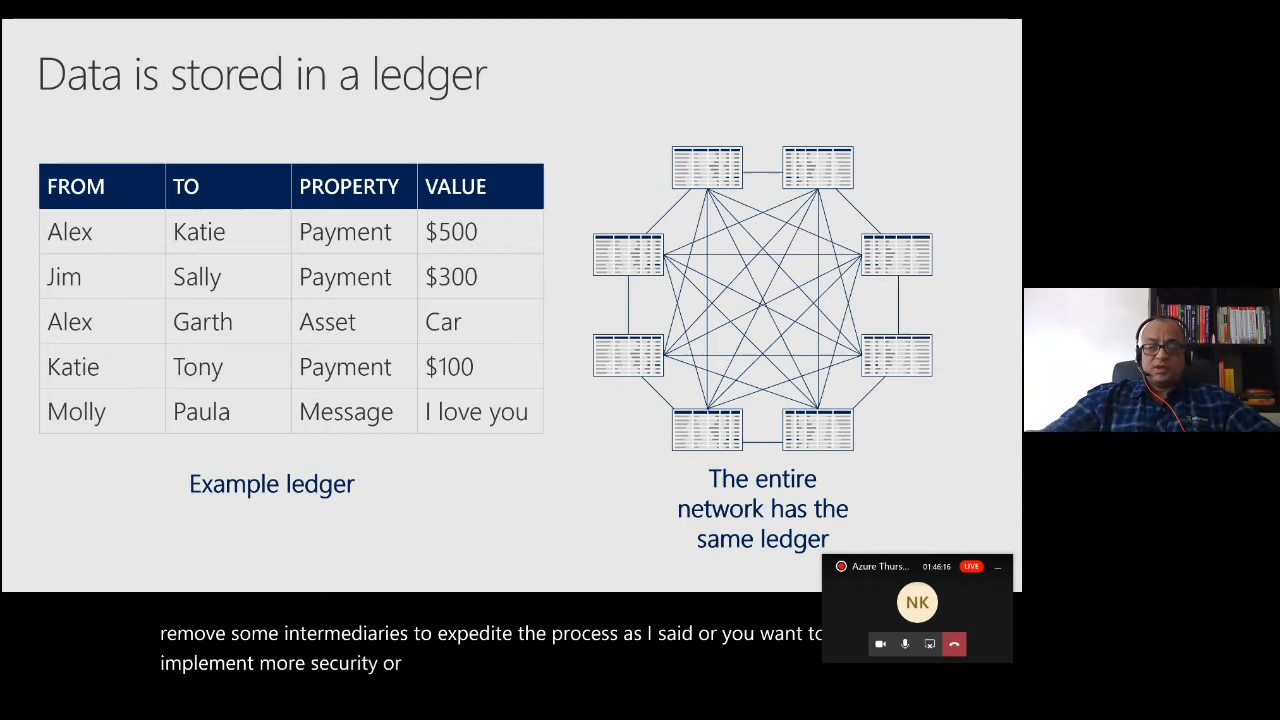 Data is stored in a ledger
FROM TO PROPERTY VALUE
Alex Katie Payment $500
Jim Sally Payment $300
Alex Garth Asset Car
Katie Tony Payment $100
Molly Paula Message I love you
Example ledger
The entire
network has the
same ledger
Azure Thurs... 01:46:16 LIVE
NK
remove some intermediaries to expedite the process as I said or you want to
implement more security or